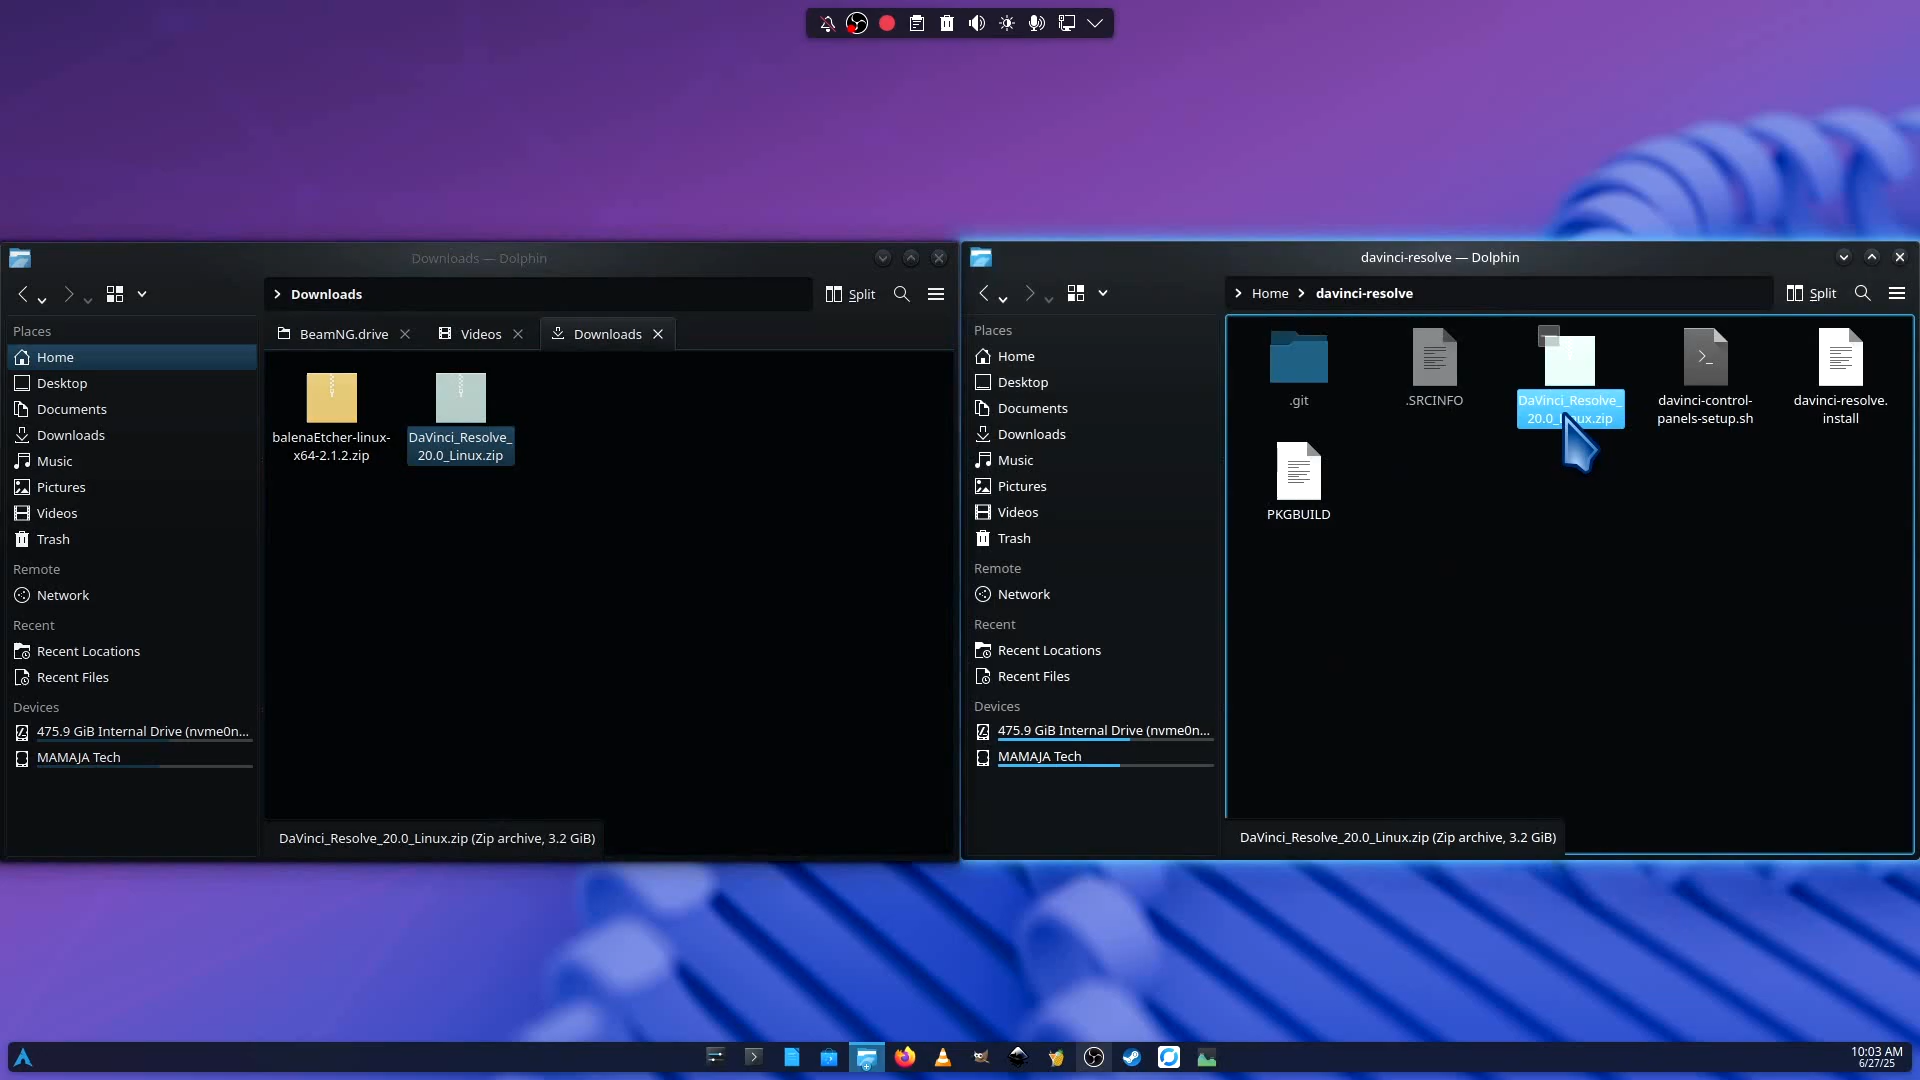 Downloads — Dolphin
Downloads
Split
BeamNG.drive
Videos
Downloads
Places
Home
Desktop
Documents
Downloads
Music
Pictures
Videos
Trash
Remote
Network
Recent
Recent Locations
Recent Files
Devices
475.9 GiB Internal Drive (nvme0n...
MAMAJA Tech
balenaEtcher-linux-
x64-2.1.2.zip
DaVinci_Resolve_
20.0_Linux.zip
DaVinci_Resolve_20.0_Linux.zip (Zip archive, 3.2 GiB)
davinci-resolve — Dolphin
Home
davinci-resolve
Split
Places
Home
Desktop
Documents
Downloads
Music
Pictures
Videos
Trash
Remote
Network
Recent
Recent Locations
Recent Files
Devices
475.9 GiB Internal Drive (nvme0n...
MAMAJA Tech
.git
.SRCINFO
DaVinci_Resolve_
20.0_Linux.zip
davinci-control-
panels-setup.sh
davinci-resolve.
install
PKGBUILD
DaVinci_Resolve_20.0_Linux.zip (Zip archive, 3.2 GiB)
10:03 AM
6/27/25